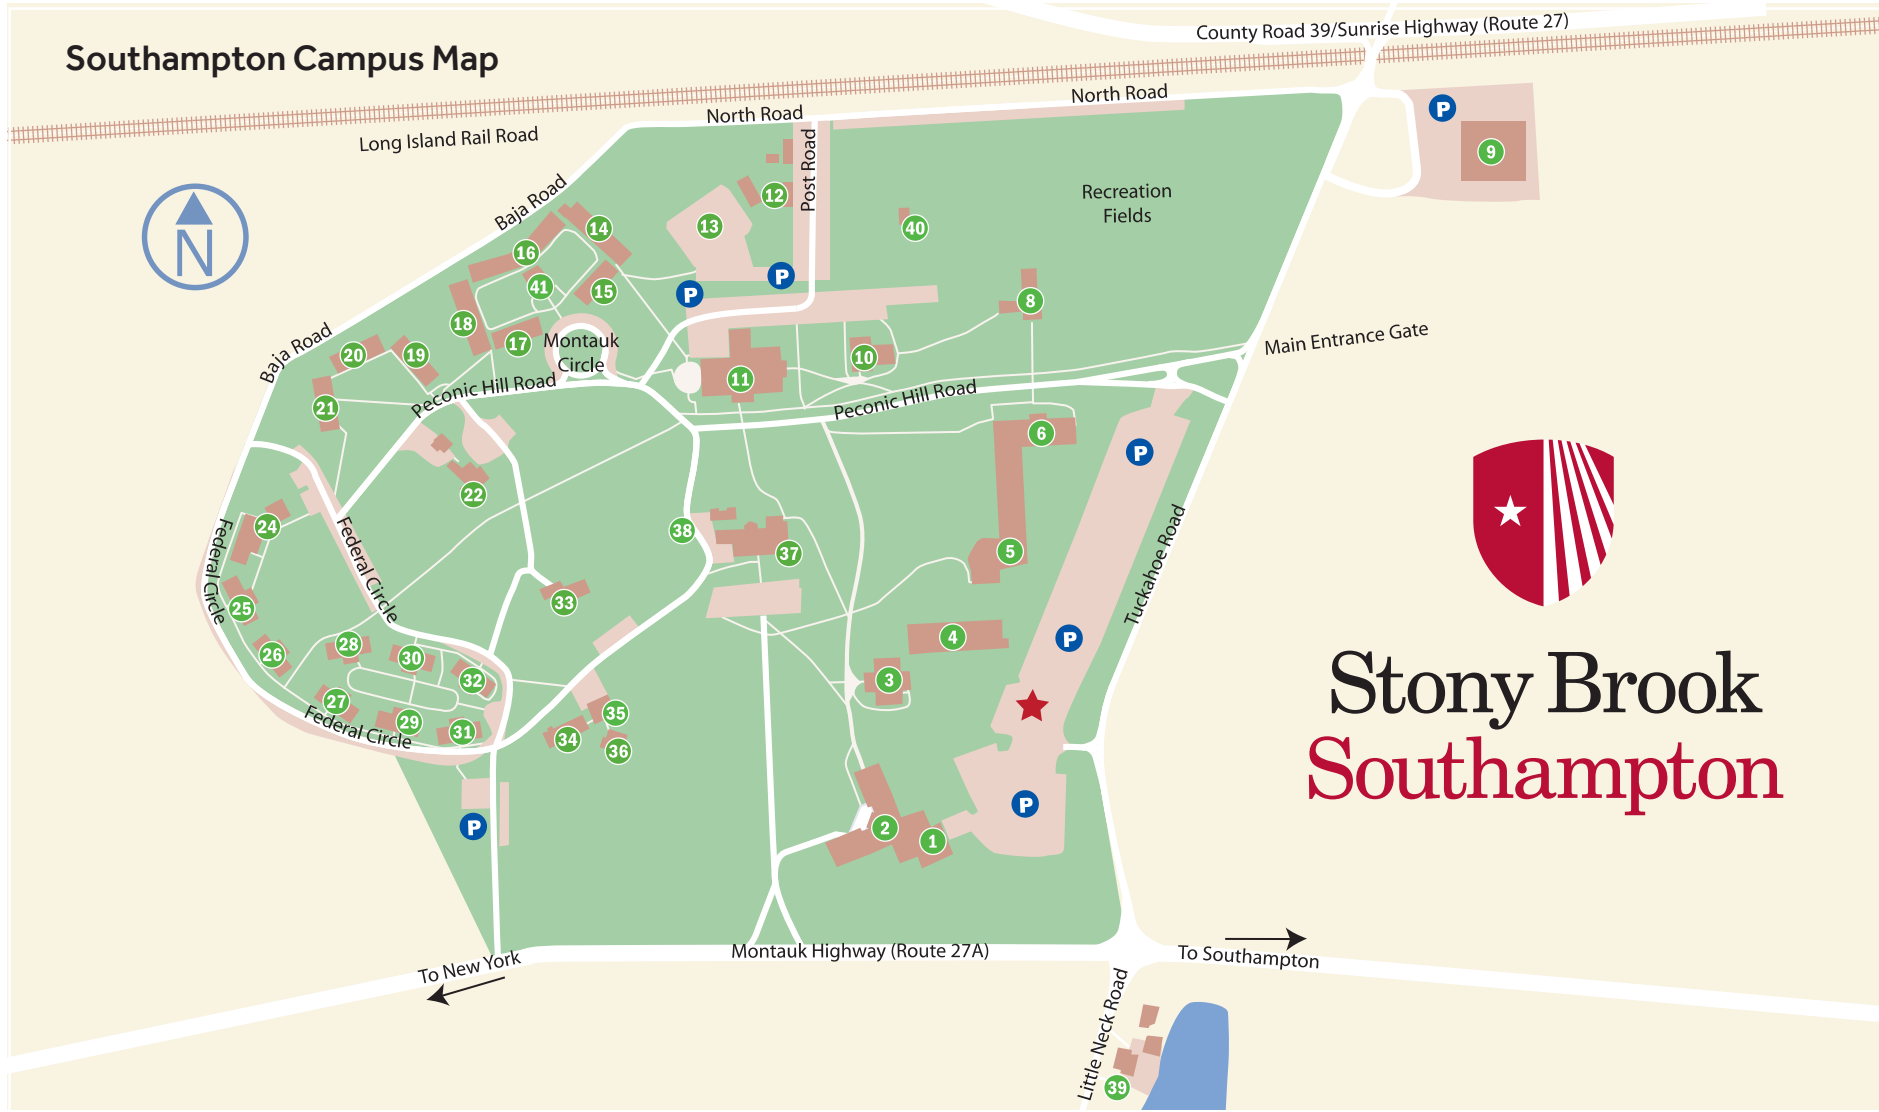 County Road 39/Sunrise Highway (Route 27)
Southampton Campus Map
North Road
North Road
Long Island Rail Road
P
9
Post Road
Baja Road
12
Recreation
Fields
13
14
40
N
16
P
41
15
P
8
18
Baja Road
17
Montauk
Circle
Main Entrance Gate
20
19
10
11
Peconic Hill Road
Peconic Hill Road
21
6
P
22
24
Federal Circle
Federal Circle
38
37
5
Tuckahoe Road
25
33
28
4
P
26
30
32
3
Stony Brook
Southampton
27
29
31
Federal Circle
35
34
36
P
P
2
1
Montauk Highway (Route 27A)
To New York
To Southampton
Little Neck Road
39